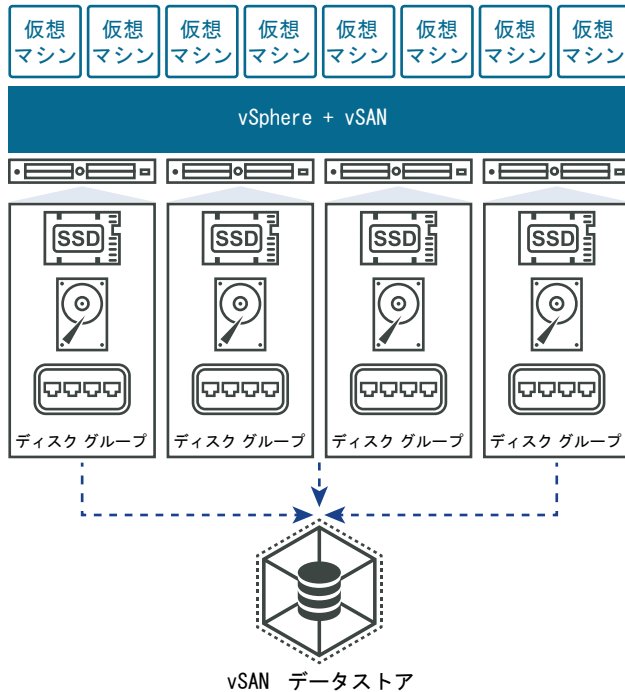 仮想 仮想 仮想 仮想 仮想 仮想 仮想 仮想
マシン マシン マシン マシン マシン マシン マシン マシン
vSphere + vSAN
SSD SSD SSD SSD
ディスク グループ ディスク グループ ディスク グループ ディスク グループ
vSAN データストア